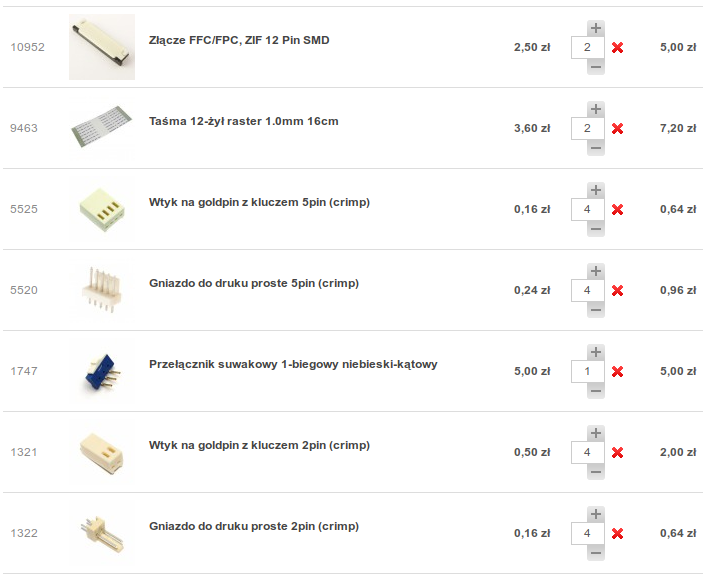 10952 Złącze FFC/FPC, ZIF 12 Pin SMD 2,50 zł 2 5,00 zł
9463 Taśma 12-żył raster 1.0mm 16cm 3,60 zł 2 7,20 zł
5525 Wtyk na goldpin z kluczem 5pin (crimp) 0,16 zł 4 0,64 zł
5520 Gniazdo do druku proste 5pin (crimp) 0,24 zł 4 0,96 zł
1747 Przełącznik suwakowy 1-biegowy niebieski-kątowy 5,00 zł 1 5,00 zł
1321 Wtyk na goldpin z kluczem 2pin (crimp) 0,50 zł 4 2,00 zł
1322 Gniazdo do druku proste 2pin (crimp) 0,16 zł 4 0,64 zł